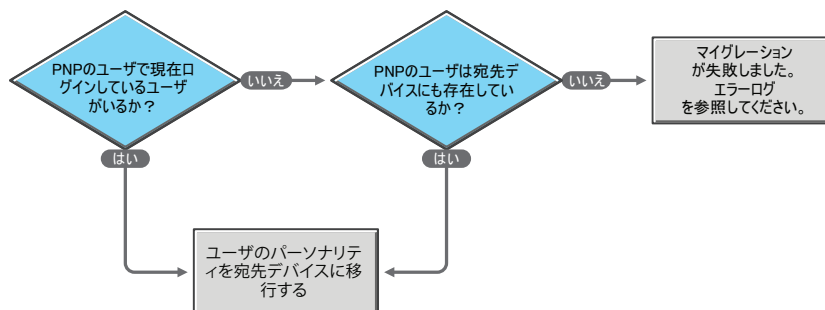 PNPのユーザで現在ロ
グインしているユーザ
がいるか？
いいえ
PNPのユーザは宛先デ
バイスにも存在してい
るか？
いいえ
マイグレーション
が失敗しました。
エラーログ
を参照してください。
はい
はい
ユーザのパーソナリテ
ィを宛先デバイスに移
行する